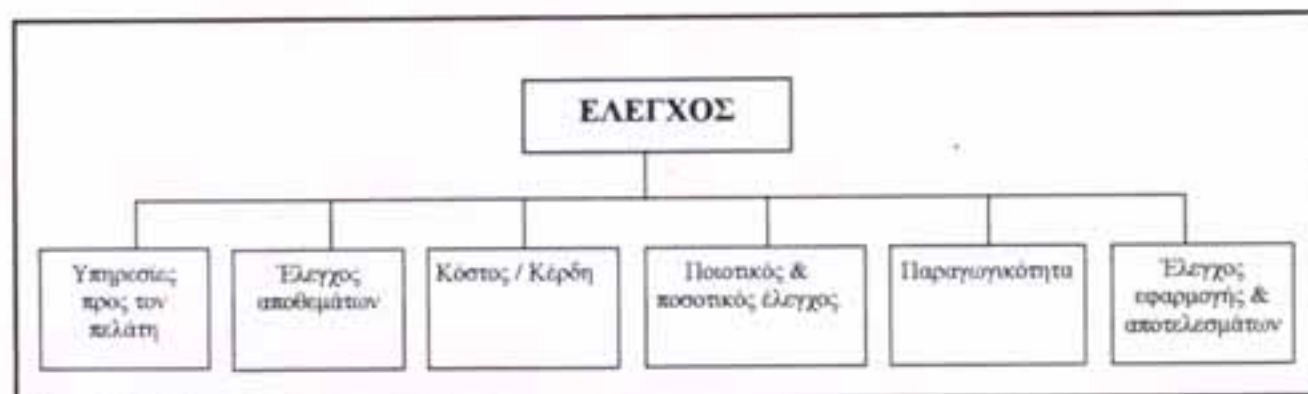 ΕΛΕΓΧΟΣ
Υπηρεσίες
προς τον
πελάτη
Έλεγχος
αποθεμάτων
Κόστος / Κέρδη
Ποιοτικός &
ποσοτικός έλεγχος
Παραγωγικότητα
Έλεγχος
εφαρμογής &
αποτελεσμάτων